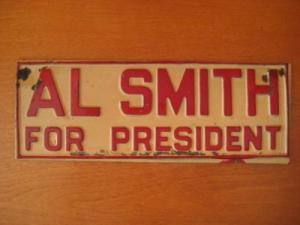 AL SMITH
FOR PRESIDENT